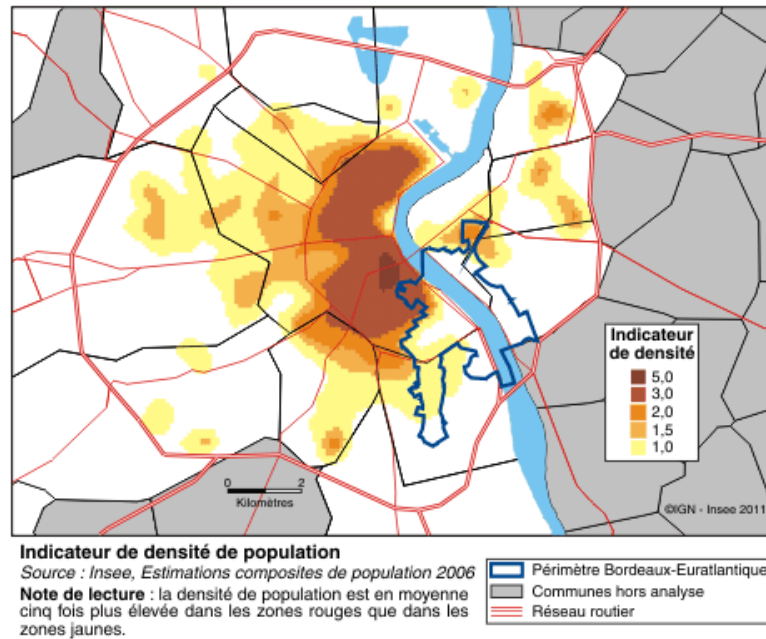 Indicateur
de densité
5,0
3,0
2,0
1,5
1,0
0 2
Kilomètres
©IGN - Insee 2011
Indicateur de densité de population
Source : Insee, Estimations composites de population 2006
Note de lecture : la densité de population est en moyenne
cinq fois plus élevée dans les zones rouges que dans les
zones jaunes.
Périmètre Bordeaux-Euratlantique
Communes hors analyse
Réseau routier